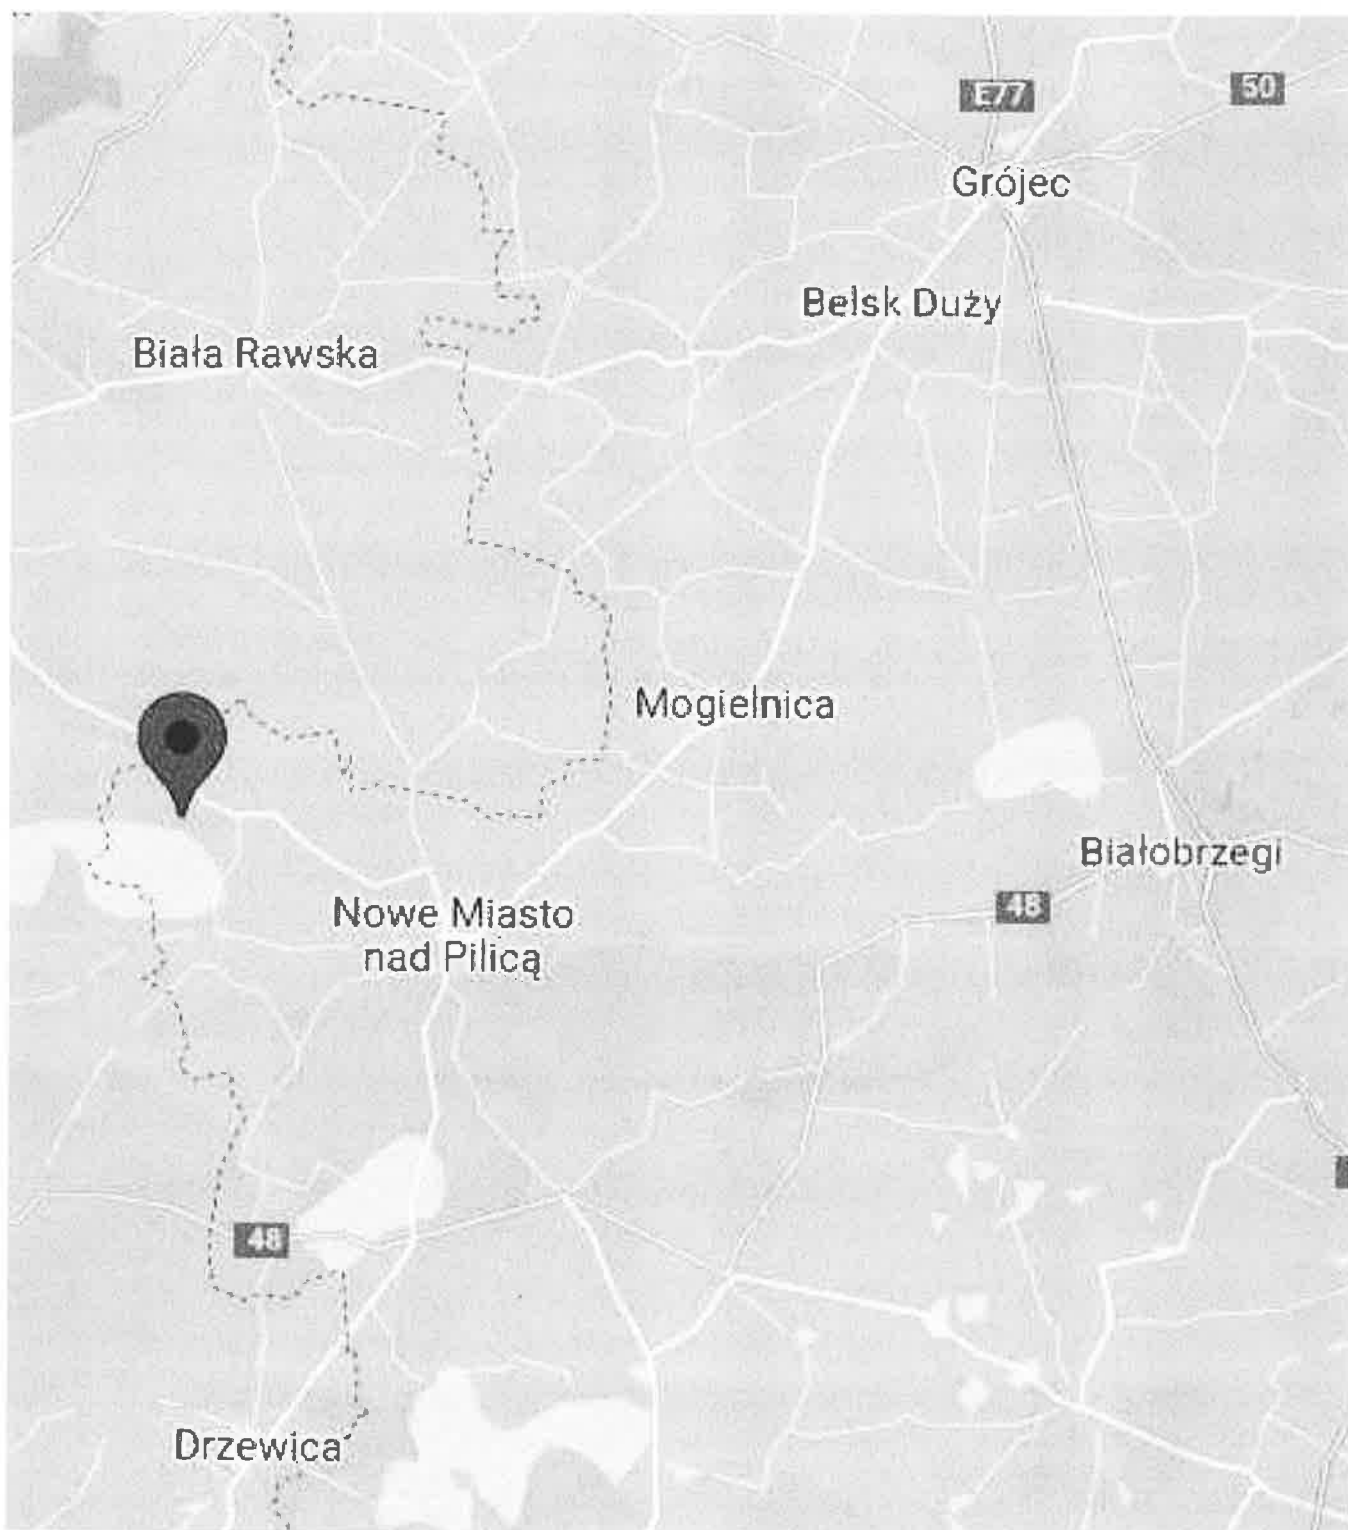 E77
50
Grójec
Belsk Duży
Biała Rawska
Mogielnica
Białobrzegi
48
Nowe Miasto
nad Pilicą
48
Drzewica